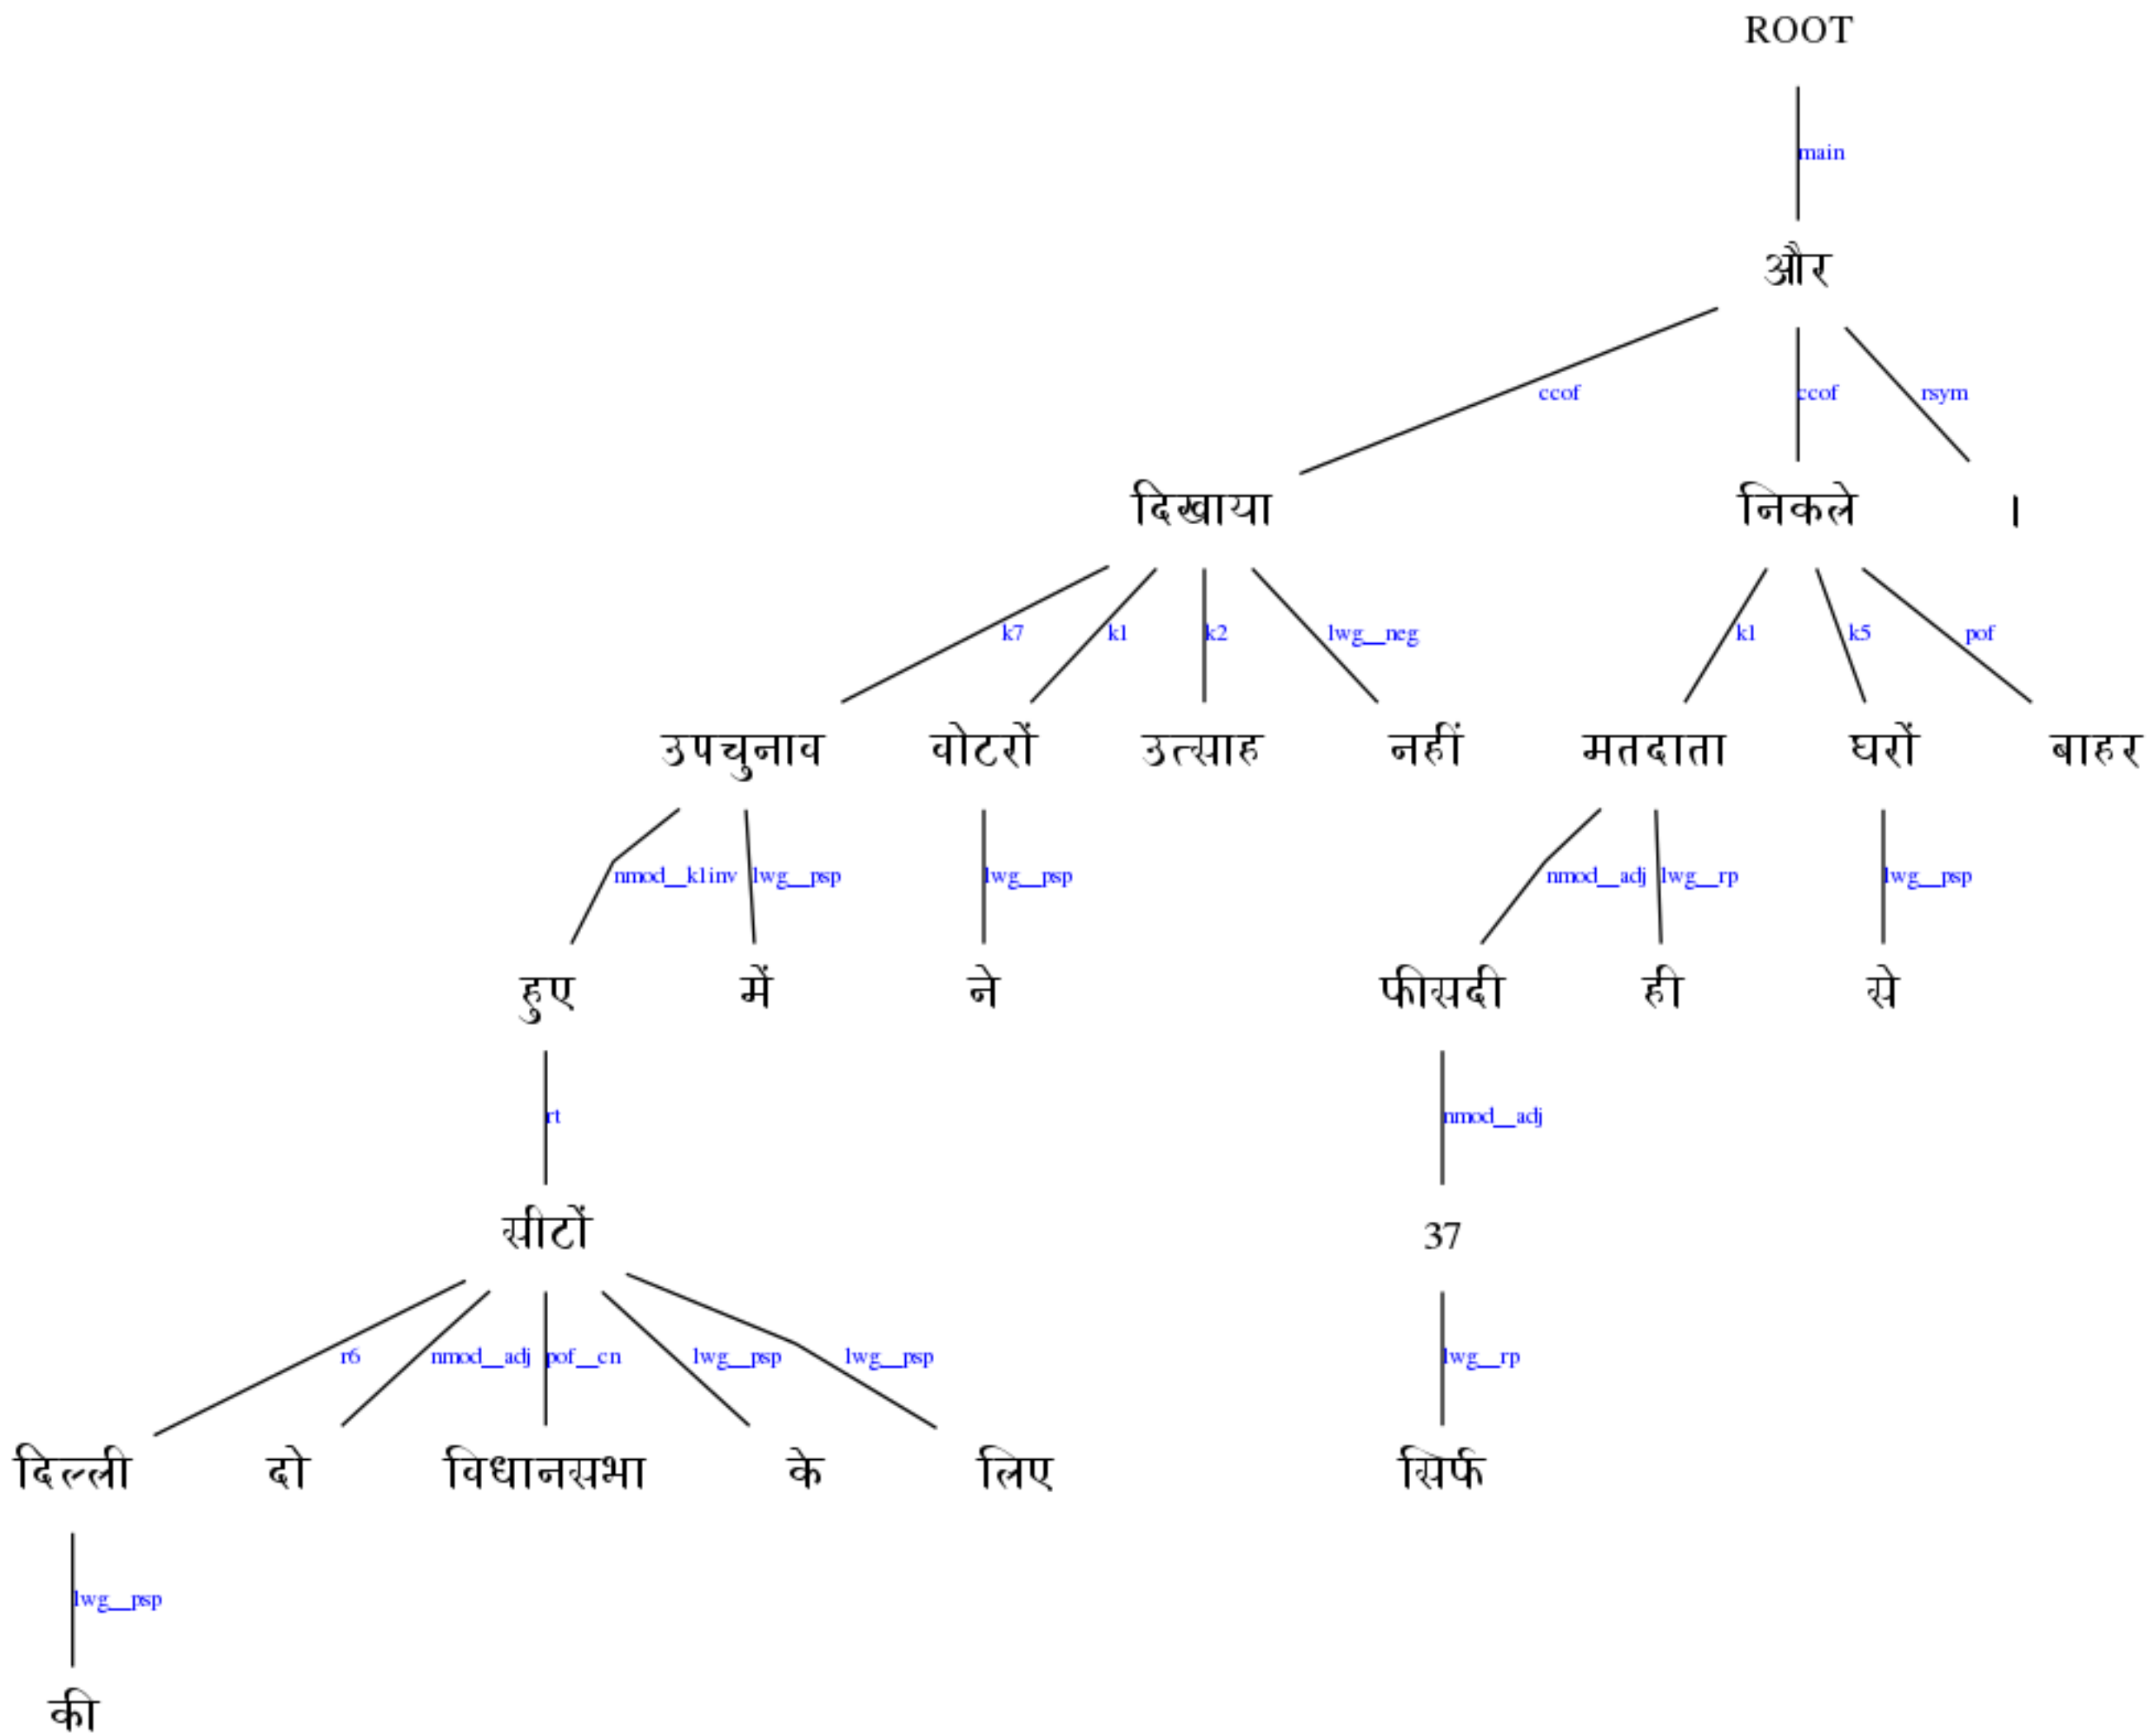 ROOT
main
और
ccof ccof rsym
दिखाया निकले ।
k7 k1 k2 lwg__neg k1 k5 pof
उपचुनाव वोटरों उत्साह नहीं मतदाता घरों बाहर
nmod__k1inv lwg__psp lwg__psp nmod__adj lwg__rp lwg__psp
हुए में ने फीसदी ही से
rt nmod__adj
सीटों 37
r6 nmod__adj pof__cn lwg__psp lwg__psp lwg__rp
दिल्ली दो विधानसभा के लिए सिर्फ
lwg__psp
की